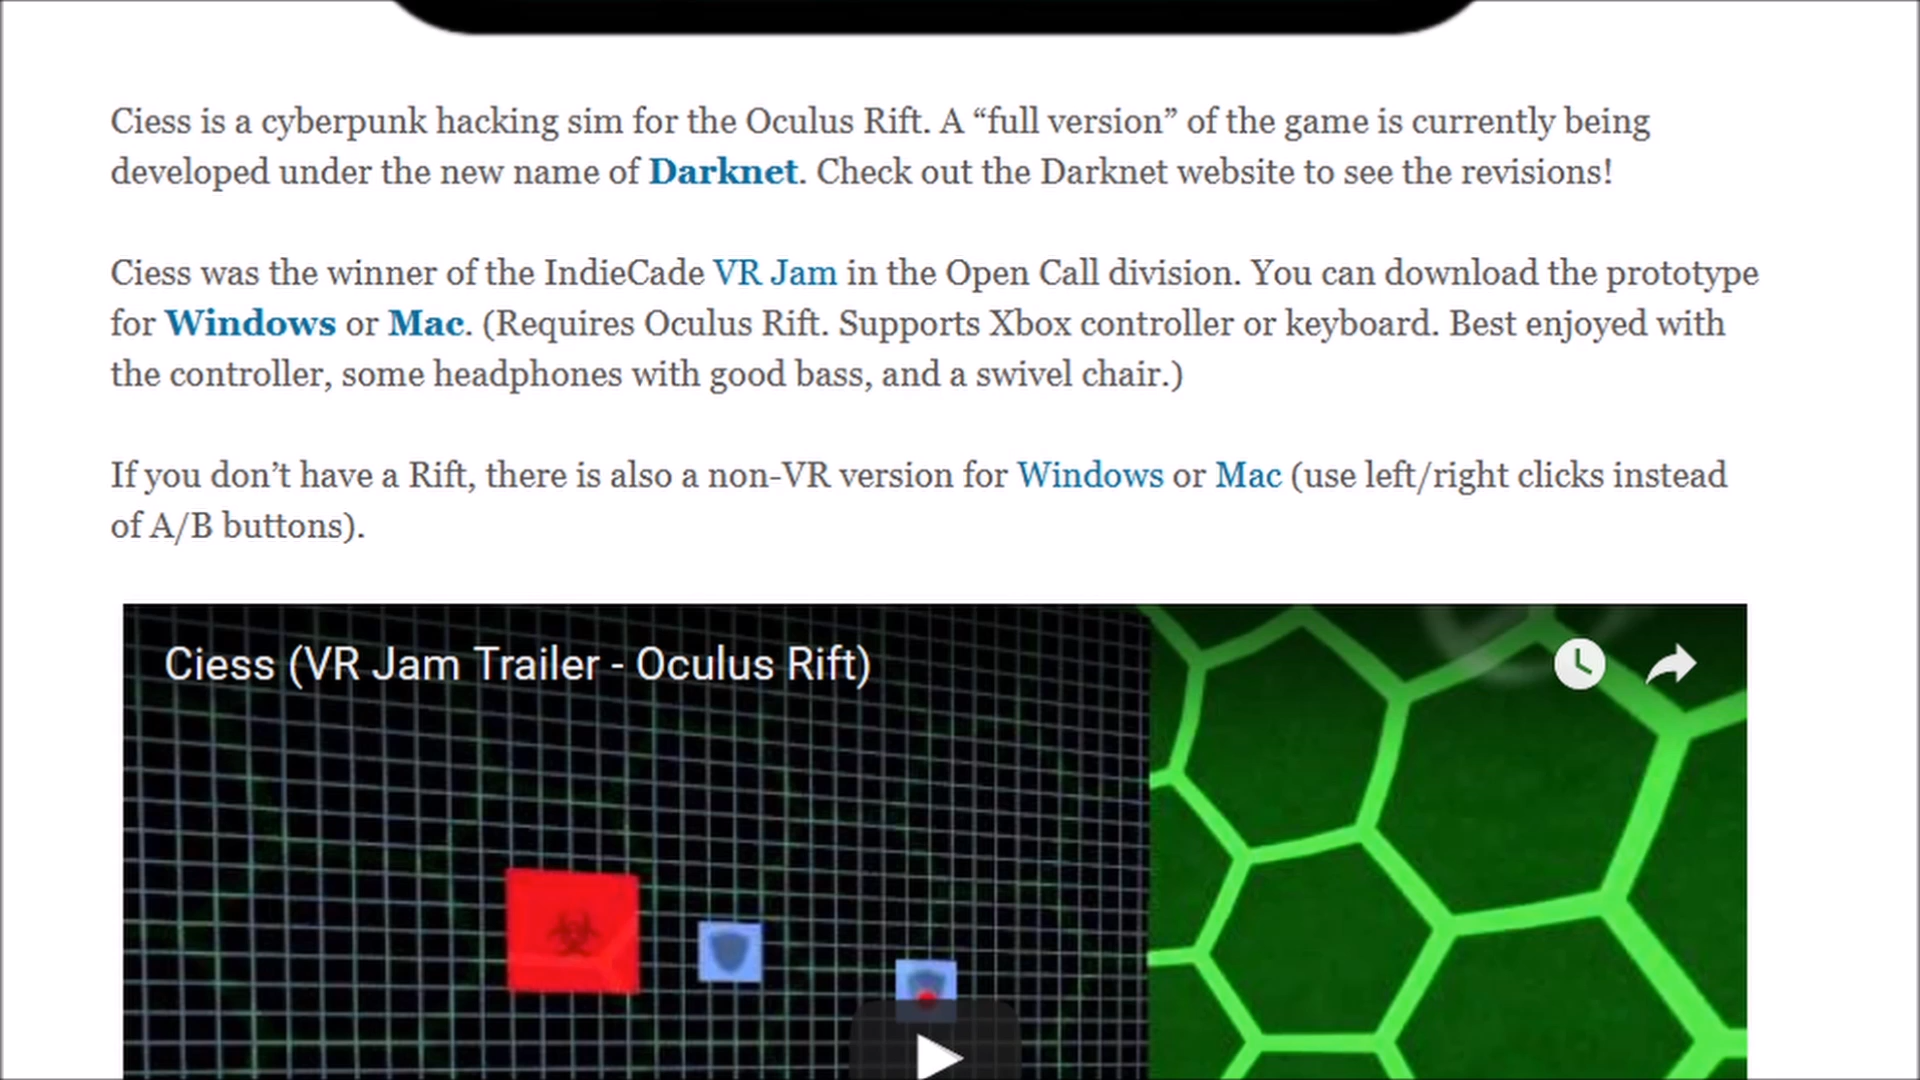 Ciess is a cyberpunk hacking sim for the Oculus Rift. A “full version” of the game is currently being
developed under the new name of Darknet. Check out the Darknet website to see the revisions!
Ciess was the winner of the IndieCade VR Jam in the Open Call division. You can download the prototype
for Windows or Mac. (Requires Oculus Rift. Supports Xbox controller or keyboard. Best enjoyed with
the controller, some headphones with good bass, and a swivel chair.)
If you don’t have a Rift, there is also a non-VR version for Windows or Mac (use left/right clicks instead
of A/B buttons).
Ciess (VR Jam Trailer - Oculus Rift)